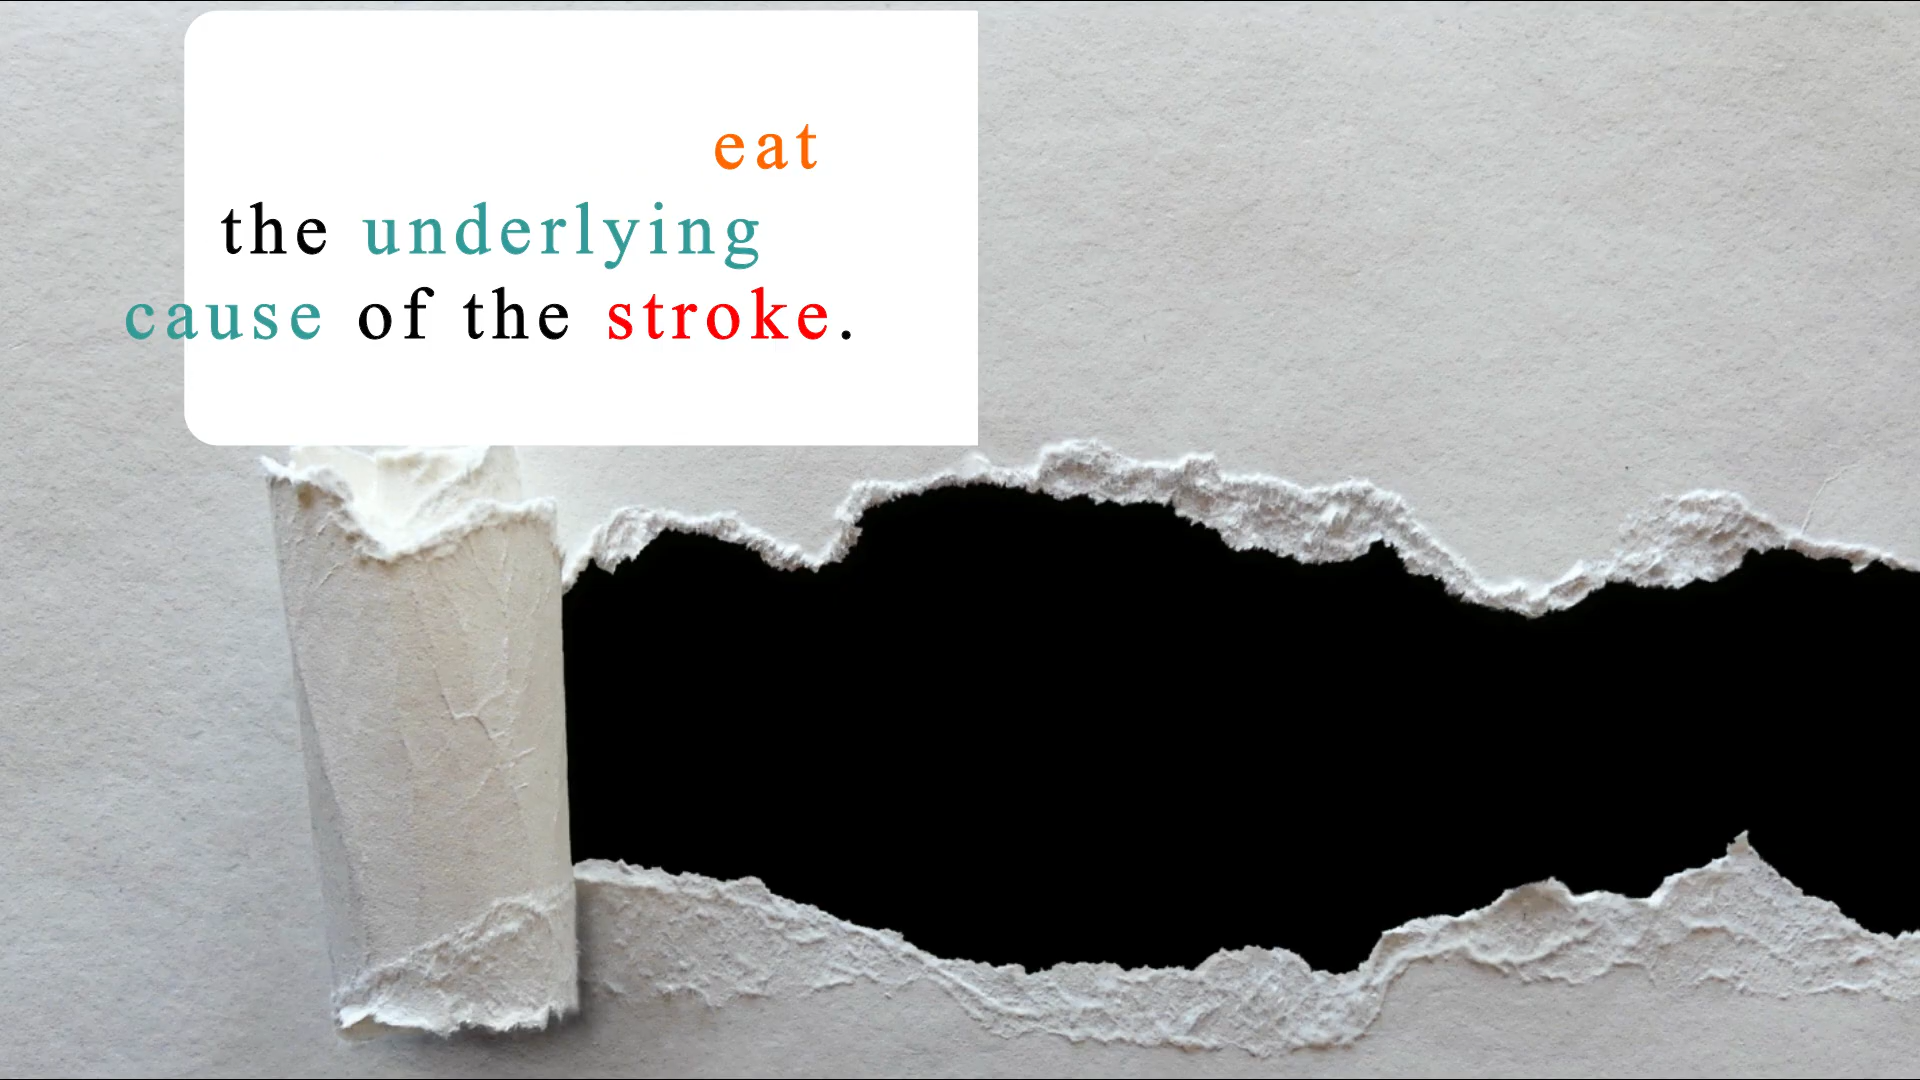 eat
the underlying
cause of the stroke.